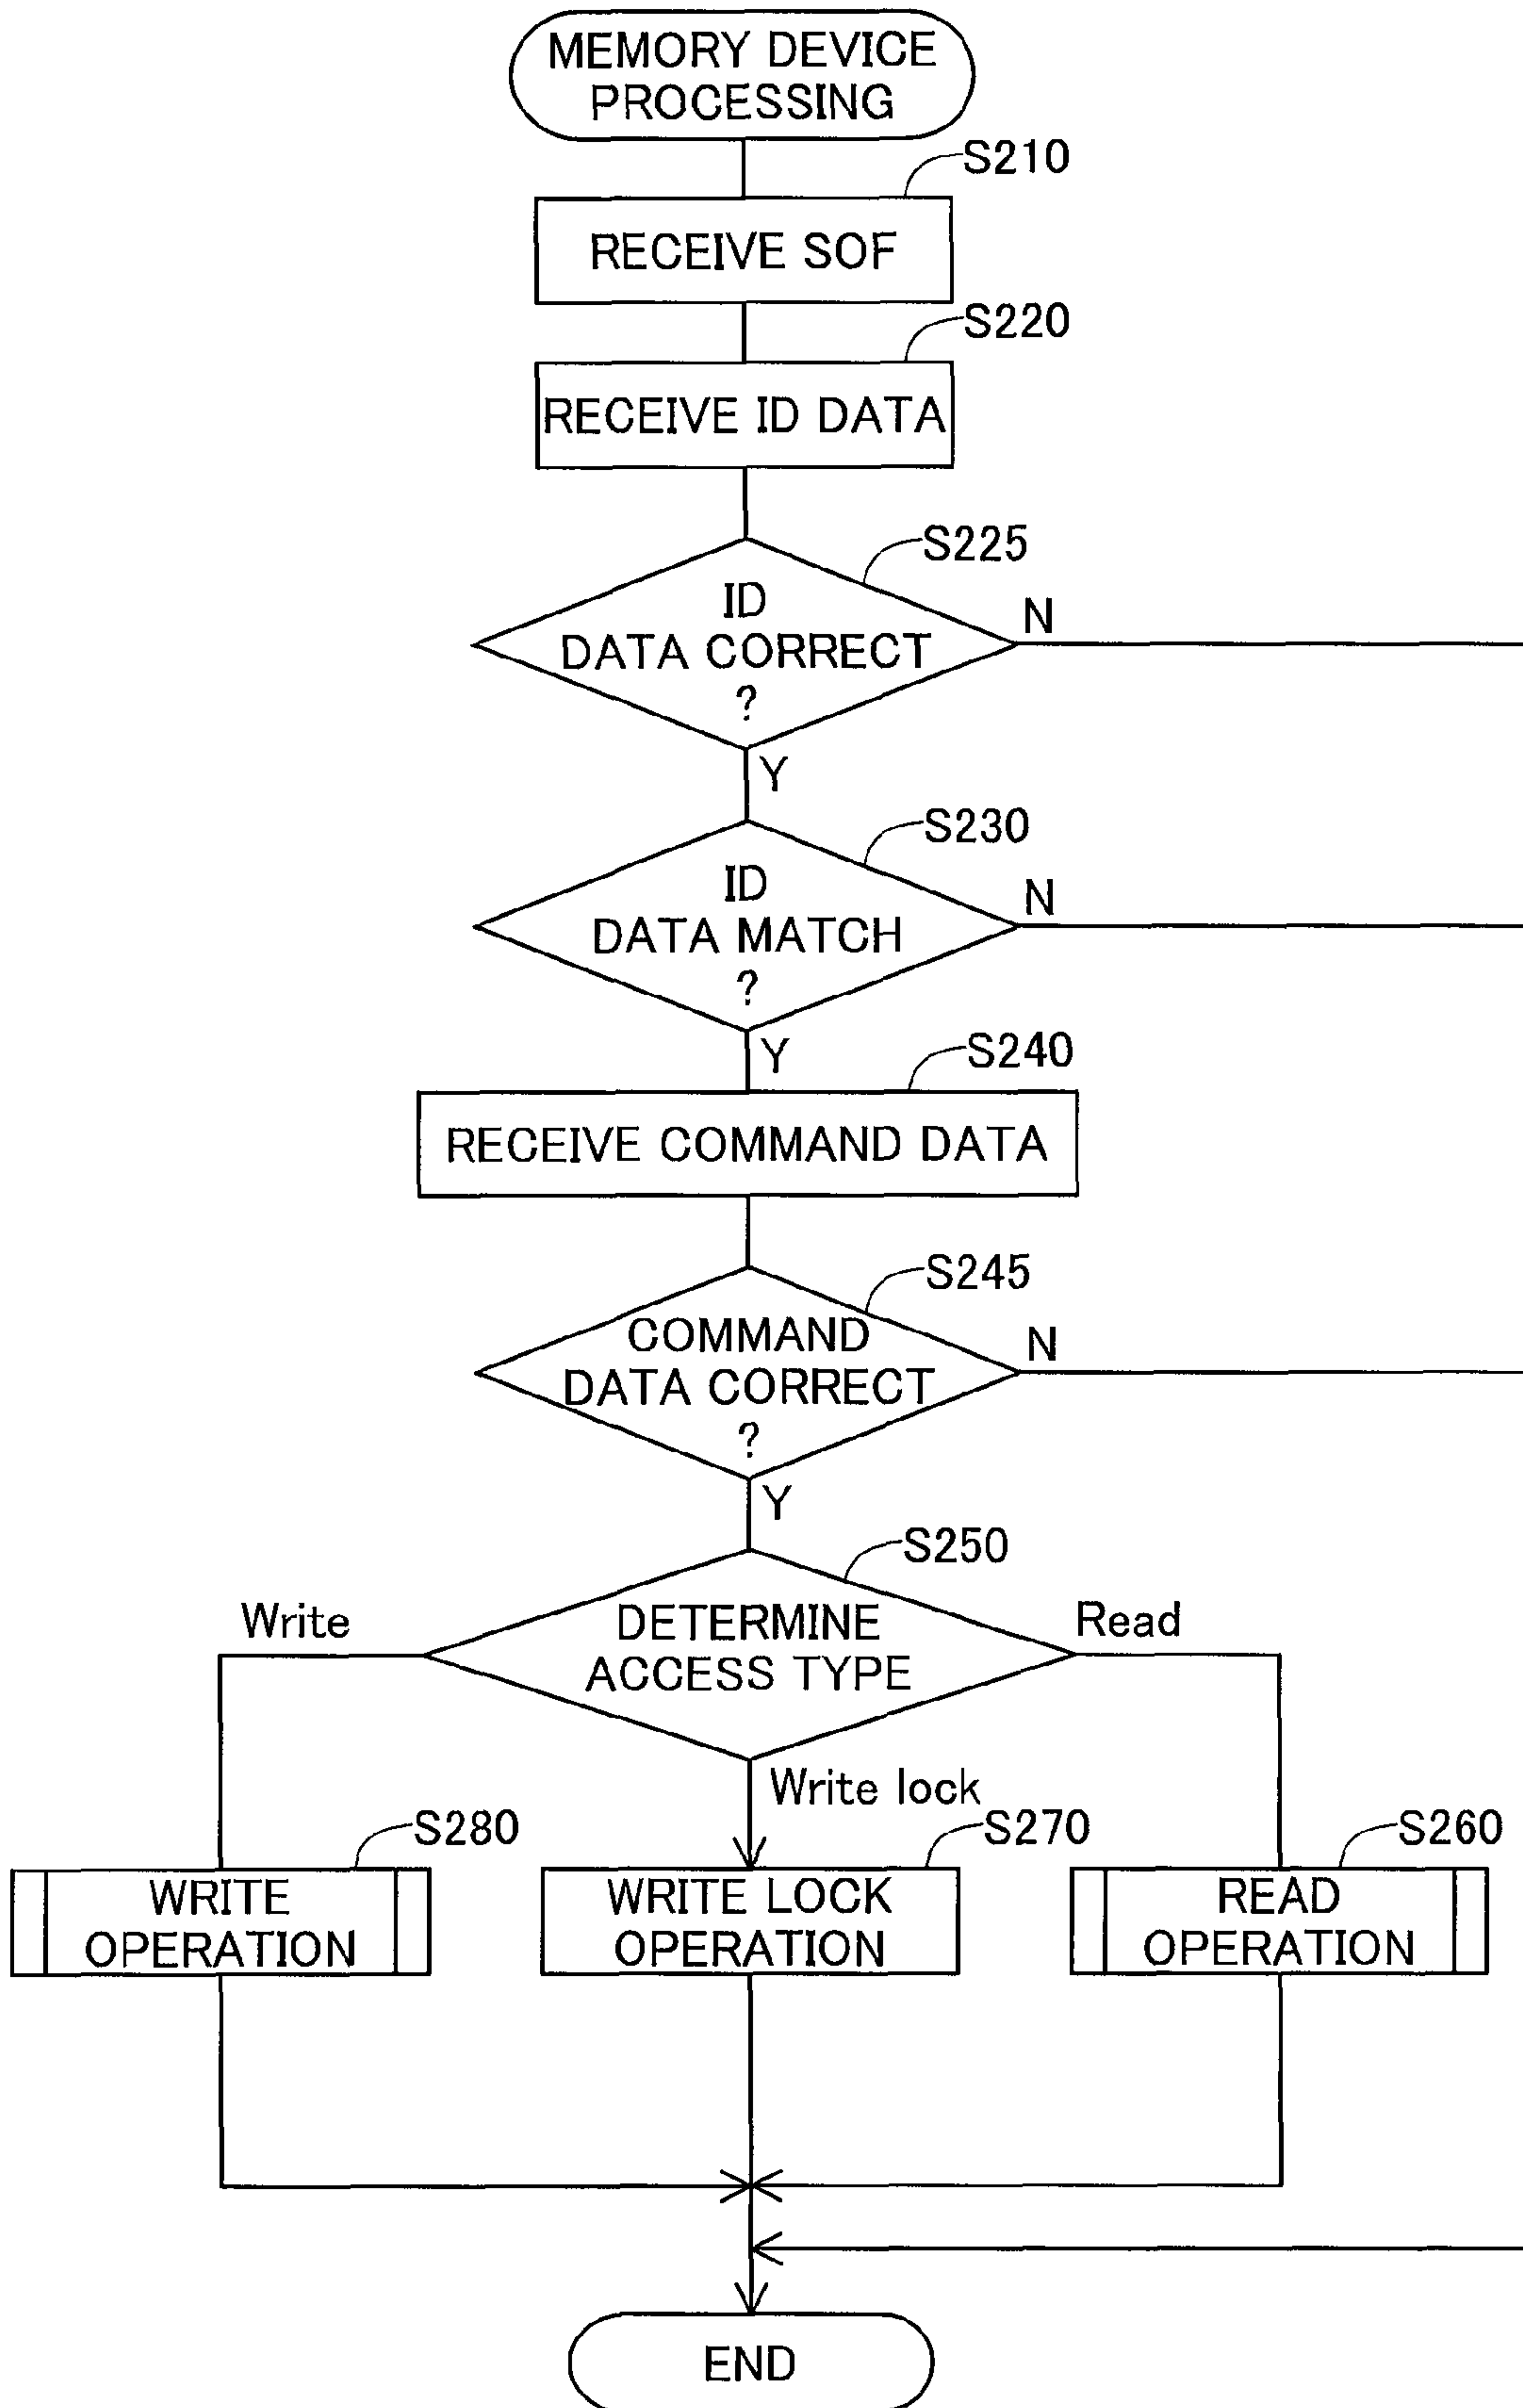 MEMORY DEVICE
PROCESSING
S210
RECEIVE SOF
S220
RECEIVE ID DATA
S225
ID
DATA CORRECT
?
N
Y
S230
ID
DATA MATCH
?
N
Y
S240
RECEIVE COMMAND DATA
S245
COMMAND
DATA CORRECT
?
N
Y
S250
DETERMINE
ACCESS TYPE
Write
Read
Write lock
S280
WRITE
OPERATION
S270
WRITE LOCK
OPERATION
S260
READ
OPERATION
END